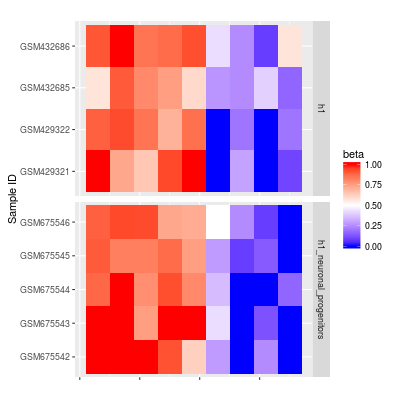 Sample ID
GSM432686
GSM432685
GSM429322
GSM429321
h1
GSM675546
GSM675545
GSM675544
GSM675543
GSM675542
h1_neuronal_progenitors
beta
1.00
0.75
0.50
0.25
0.00